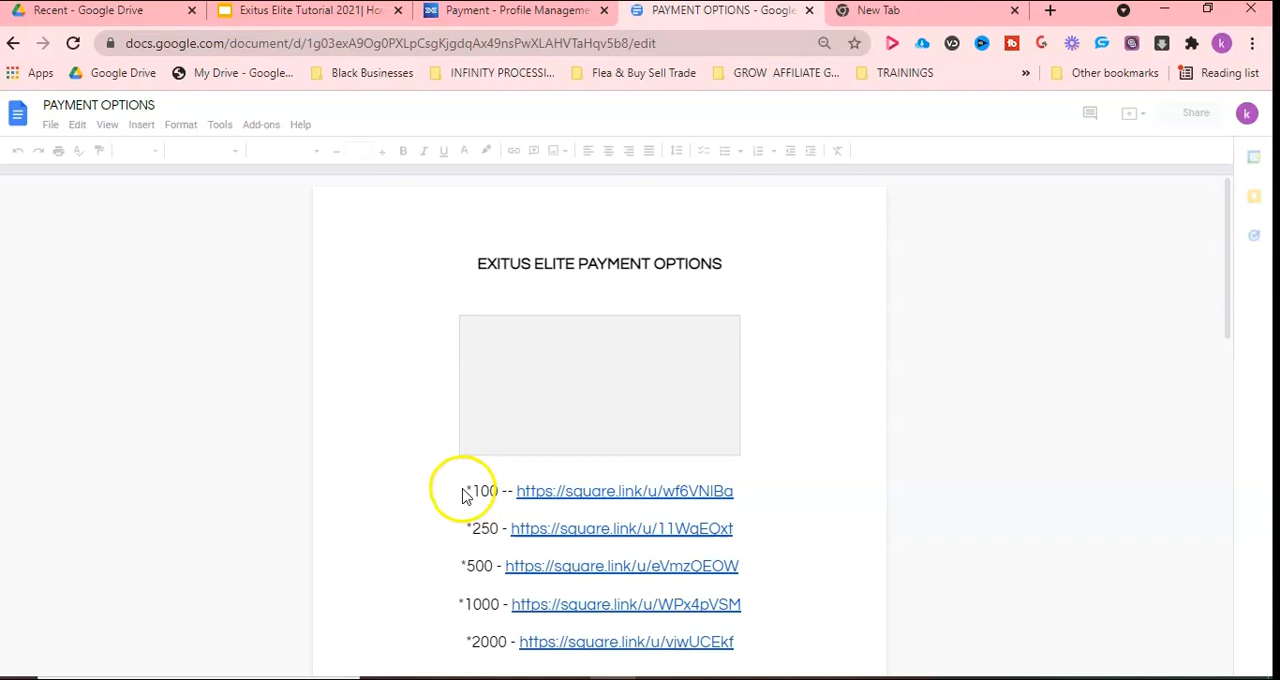 Recent - Google Drive
Exitus Elite Tutorial 2021| Ho
Payment - Profile Manageme
PAYMENT OPTIONS - Google
New Tab
docs.google.com/document/d/1g03exA9Og0PXLpCsgKjgdqAx49nsPwXLAHVTaHqv5b8/edit
Apps
Google Drive
My Drive - Google...
Black Businesses
INFINITY PROCESSI...
Flea & Buy Sell Trade
GROW AFFILIATE G...
TRAININGS
»
Other bookmarks
Reading list
PAYMENT OPTIONS
File Edit View Insert Format Tools Add-ons Help
Share
k
EXITUS ELITE PAYMENT OPTIONS
*100 -- https://square.link/u/wf6VNIBa
*250 - https://square.link/u/11WqEQxt
*500 - https://square.link/u/eVmzQEOW
*1000 - https://square.link/u/WPx4pVSM
*2000 - https://square.link/u/vjwUCEkf